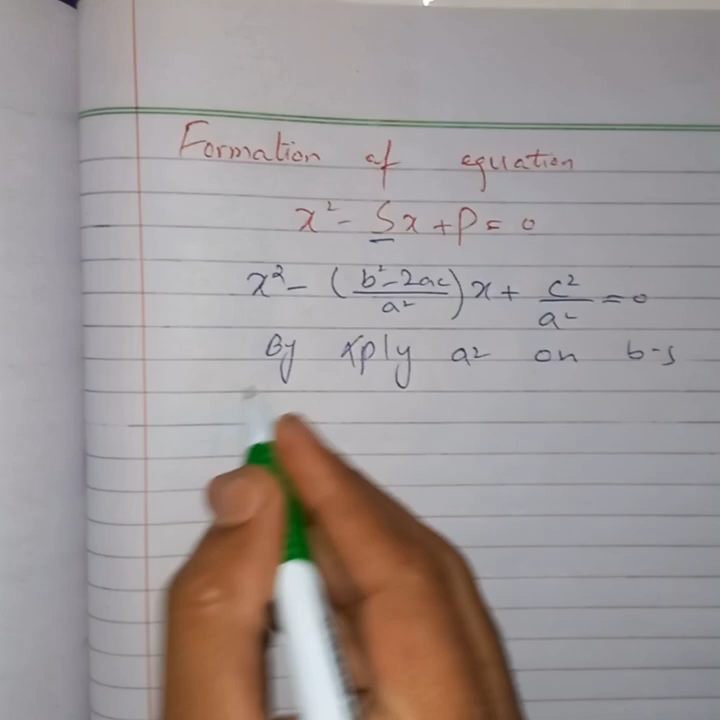 Formation of equation
x² - Sx + P = 0
x² - (b² - 2ac / a²) x + c² / a² = 0
By xply a² on b-s